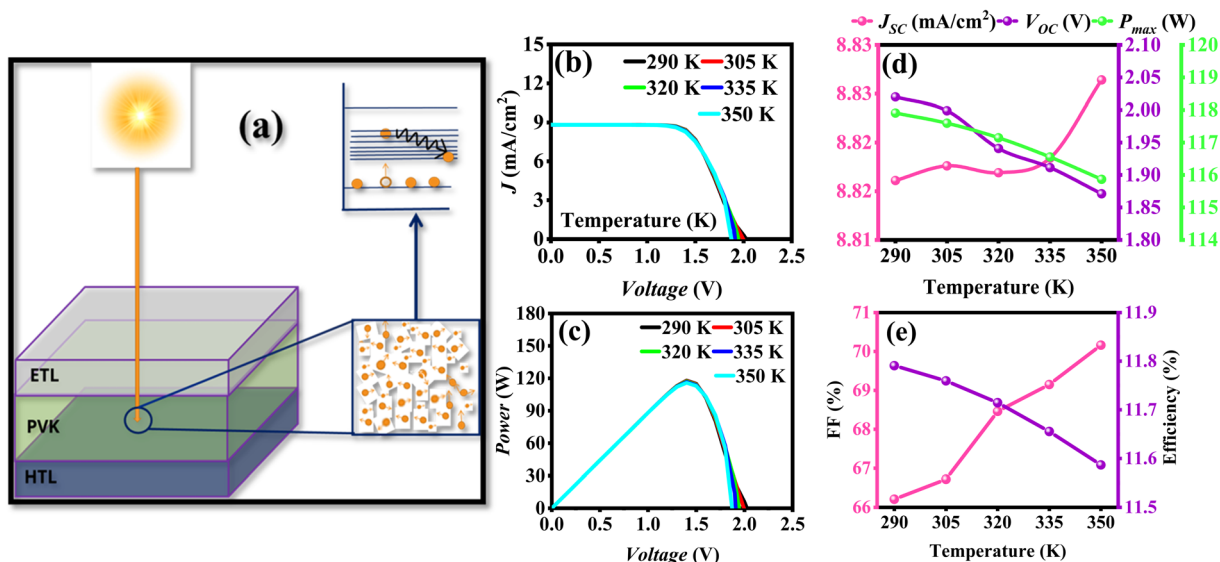 (a)
ETL
PVK
HTL
(b)
15
12
9
6
3
0
J (mA/cm²)
290 K
305 K
320 K
335 K
350 K
Temperature (K)
0.0 0.5 1.0 1.5 2.0 2.5
Voltage (V)
(c)
180
150
120
90
60
30
0
Power (W)
290 K
305 K
320 K
335 K
350 K
0.0 0.5 1.0 1.5 2.0 2.5
Voltage (V)
J_SC (mA/cm²) V_OC (V) P_max (W)
(d)
8.83
8.83
8.82
8.82
8.81
2.10
2.05
2.00
1.95
1.90
1.85
1.80
120
119
118
117
116
115
114
290 305 320 335 350
Temperature (K)
(e)
71
70
69
68
67
66
FF (%)
11.9
11.8
11.7
11.6
11.5
Efficiency (%)
290 305 320 335 350
Temperature (K)